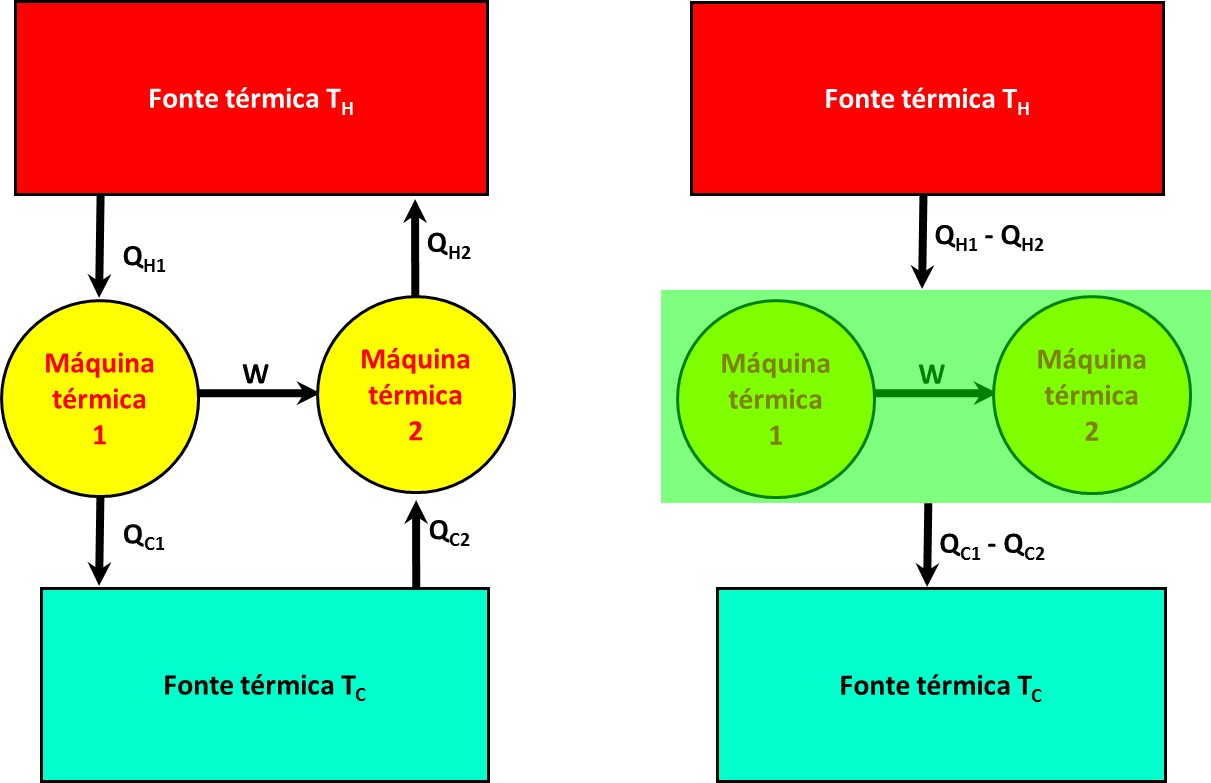 Fonte térmica TH
Fonte térmica TH
QH1
QH2
QH1 - QH2
Máquina
térmica
1
W
Máquina
térmica
2
Máquina
térmica
1
W
Máquina
térmica
2
QC1
QC2
QC1 - QC2
Fonte térmica TC
Fonte térmica TC